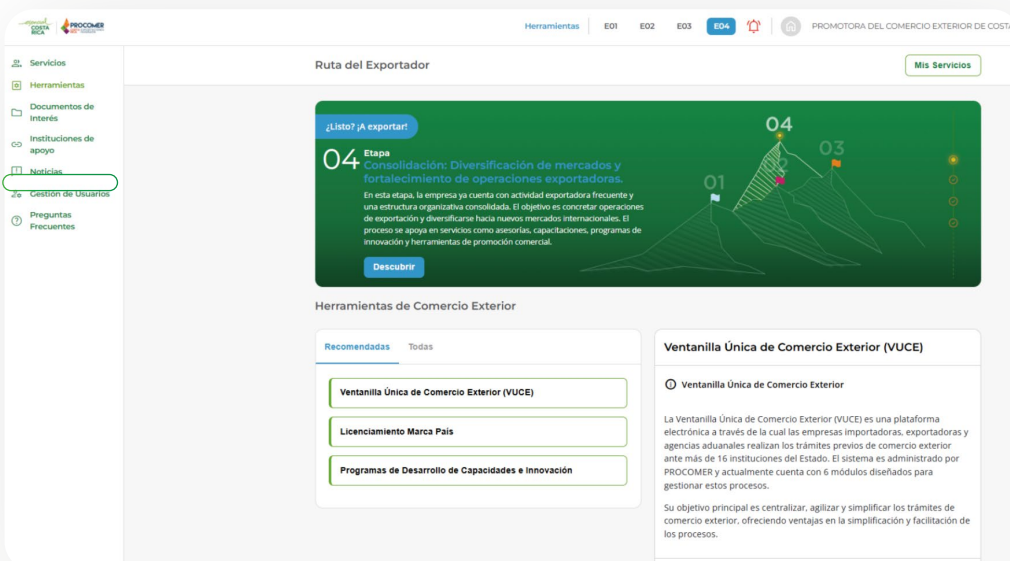 esencial
COSTA
RICA
PROCOMER
Herramientas
E01
E02
E03
E04
PROMOTORA DEL COMERCIO EXTERIOR DE COSTA
Servicios
Herramientas
Documentos de
Interés
Instituciones de
apoyo
Noticias
Gestión de Usuarios
Preguntas
Frecuentes
Ruta del Exportador
Mis Servicios
¿Listo? ¡A exportar!
04 Etapa
Consolidación: Diversificación de mercados y
fortalecimiento de operaciones exportadoras.
En esta etapa, la empresa ya cuenta con actividad exportadora frecuente y
una estructura organizativa consolidada. El objetivo es concretar operaciones
de exportación y diversificarse hacia nuevos mercados internacionales. El
proceso se apoya en servicios como asesorías, capacitaciones, programas de
innovación y herramientas de promoción comercial.
Descubrir
04
03
01
Herramientas de Comercio Exterior
Recomendadas
Todas
Ventanilla Única de Comercio Exterior (VUCE)
Licenciamiento Marca País
Programas de Desarrollo de Capacidades e Innovación
Ventanilla Única de Comercio Exterior (VUCE)
Ventanilla Única de Comercio Exterior
La Ventanilla Única de Comercio Exterior (VUCE) es una plataforma
electrónica a través de la cual las empresas importadoras, exportadoras y
agencias aduanales realizan los trámites previos de comercio exterior
ante más de 16 instituciones del Estado. El sistema es administrado por
PROCOMER y actualmente cuenta con 6 módulos diseñados para
gestionar estos procesos.
Su objetivo principal es centralizar, agilizar y simplificar los trámites de
comercio exterior, ofreciendo ventajas en la simplificación y facilitación de
los procesos.